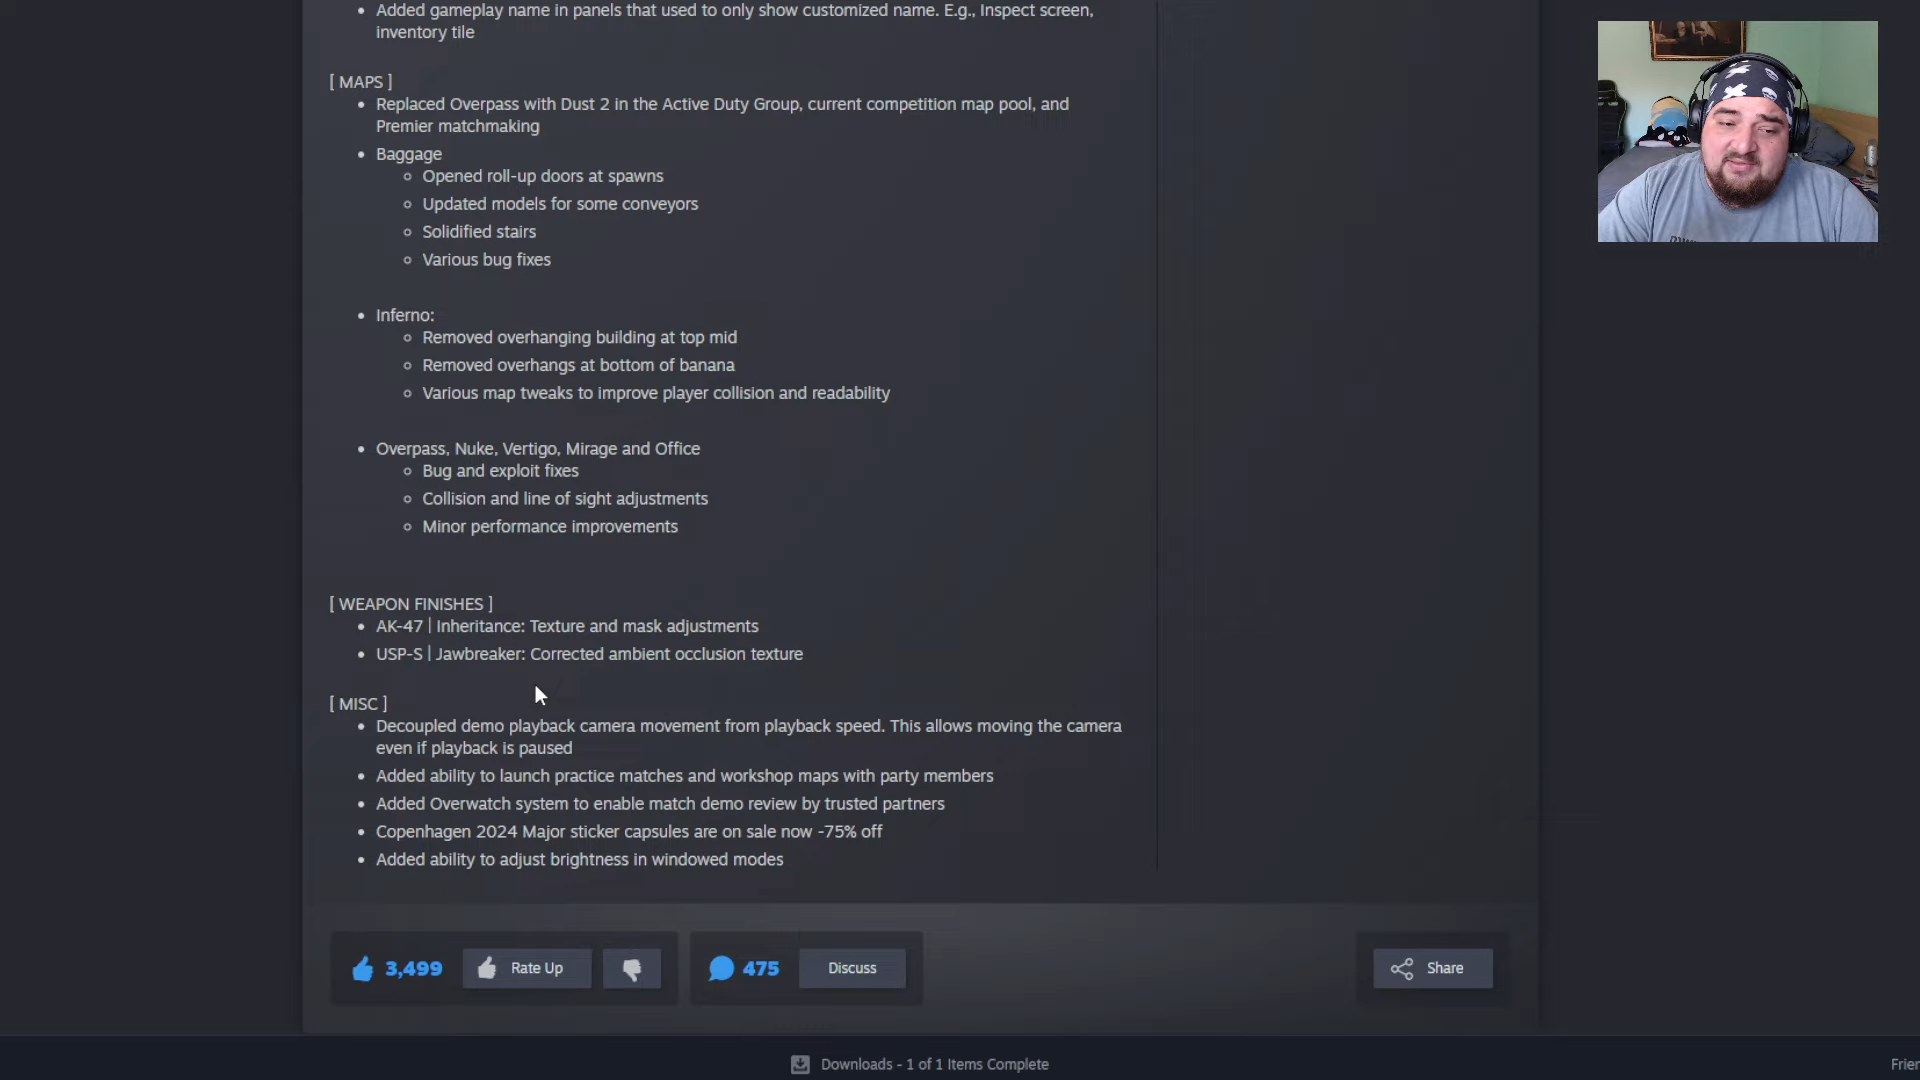 Added gameplay name in panels that used to only show customized name. E.g., Inspect screen,
inventory tile
[ MAPS ]
Replaced Overpass with Dust 2 in the Active Duty Group, current competition map pool, and
Premier matchmaking
Baggage
Opened roll-up doors at spawns
Updated models for some conveyors
Solidified stairs
Various bug fixes
Inferno:
Removed overhanging building at top mid
Removed overhangs at bottom of banana
Various map tweaks to improve player collision and readability
Overpass, Nuke, Vertigo, Mirage and Office
Bug and exploit fixes
Collision and line of sight adjustments
Minor performance improvements
[ WEAPON FINISHES ]
AK-47 | Inheritance: Texture and mask adjustments
USP-S | Jawbreaker: Corrected ambient occlusion texture
[ MISC ]
Decoupled demo playback camera movement from playback speed. This allows moving the camera
even if playback is paused
Added ability to launch practice matches and workshop maps with party members
Added Overwatch system to enable match demo review by trusted partners
Copenhagen 2024 Major sticker capsules are on sale now -75% off
Added ability to adjust brightness in windowed modes
3,499 Rate Up 475 Discuss Share
Downloads - 1 of 1 Items Complete